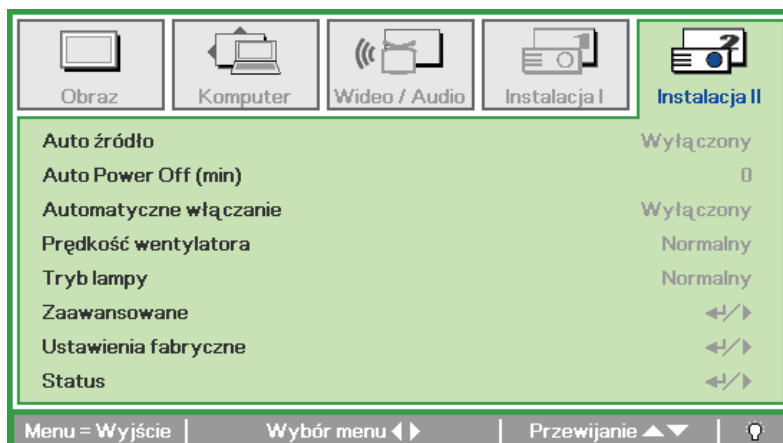 Obraz Komputer Wideo / Audio Instalacja I Instalacja II
Auto źródło Wyłączony
Auto Power Off (min) 0
Automatyczne włączanie Wyłączony
Prędkość wentylatora Normalny
Tryb lampy Normalny
Zaawansowane
Ustawienia fabryczne
Status
Menu = Wyjście Wybór menu Przewijanie